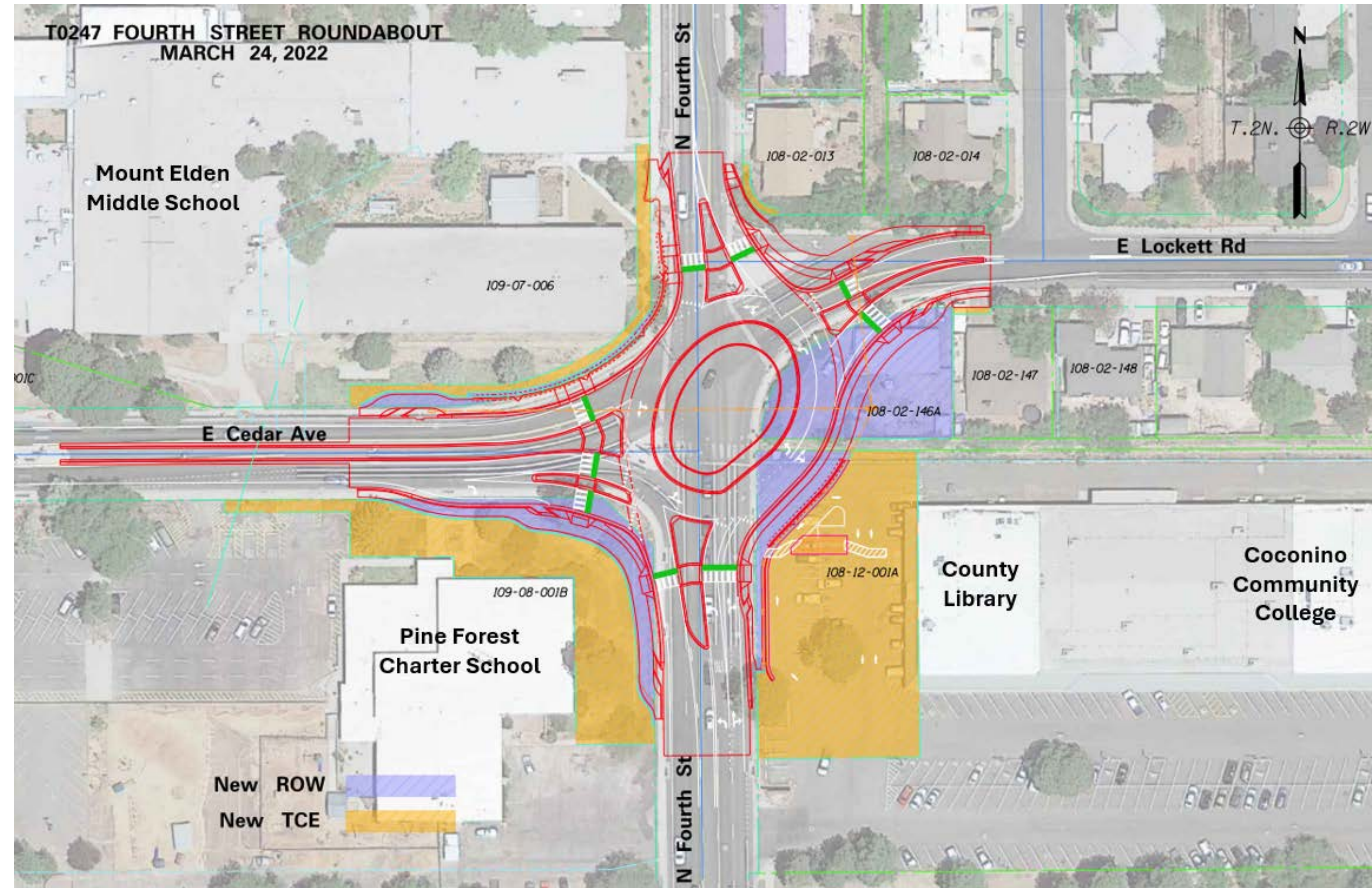 T0247 FOURTH STREET ROUNDABOUT
MARCH 24, 2022
N Fourth St
N
T.2N. R.2W
108-02-013
108-02-014
Mount Elden
Middle School
E Lockett Rd
109-07-006
108-02-147
108-02-148
001C
108-02-146A
E Cedar Ave
County
Library
Coconino
Community
College
108-12-001A
109-08-001B
Pine Forest
Charter School
New ROW
New TCE
N Fourth St